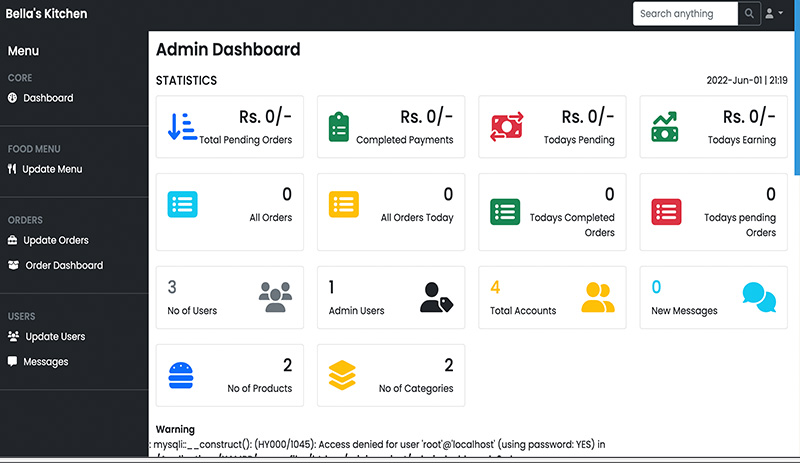 Bella's Kitchen
Search anything
Menu
CORE
Dashboard
FOOD MENU
Update Menu
ORDERS
Update Orders
Order Dashboard
USERS
Update Users
Messages
Admin Dashboard
STATISTICS
2022-Jun-01 | 21:19
Rs. 0/-
Total Pending Orders
Rs. 0/-
Completed Payments
Rs. 0/-
Todays Pending
Rs. 0/-
Todays Earning
0
All Orders
0
All Orders Today
0
Todays Completed
Orders
0
Todays pending
Orders
3
No of Users
1
Admin Users
4
Total Accounts
0
New Messages
2
No of Products
2
No of Categories
Warning
: mysqli::__construct(): (HY000/1045): Access denied for user 'root'@'localhost' (using password: YES) in